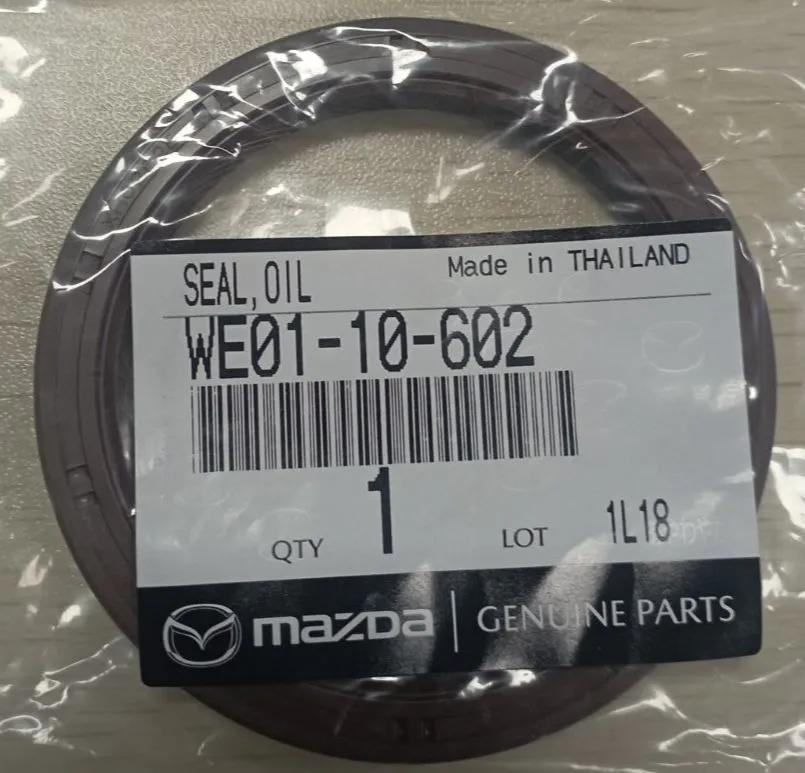 SEAL,OIL Made in THAILAND
WE01-10-602
QTY 1 LOT 1L18
mazda | GENUINE PARTS